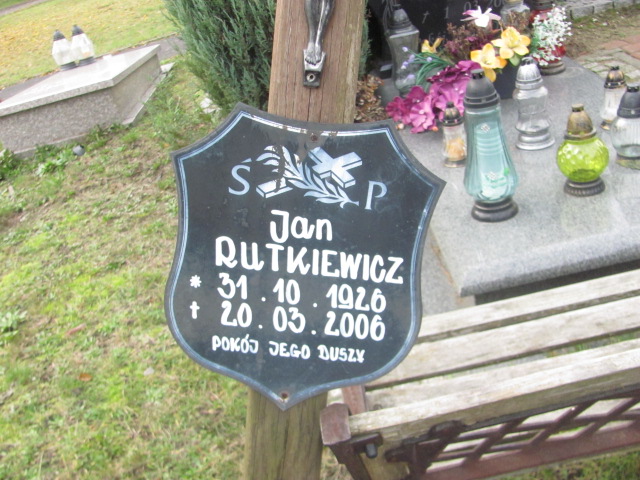 Ś P
Jan
RUTKIEWICZ
* 31.10.1926
† 20.03.2006
POKÓJ JEGO DUSZY